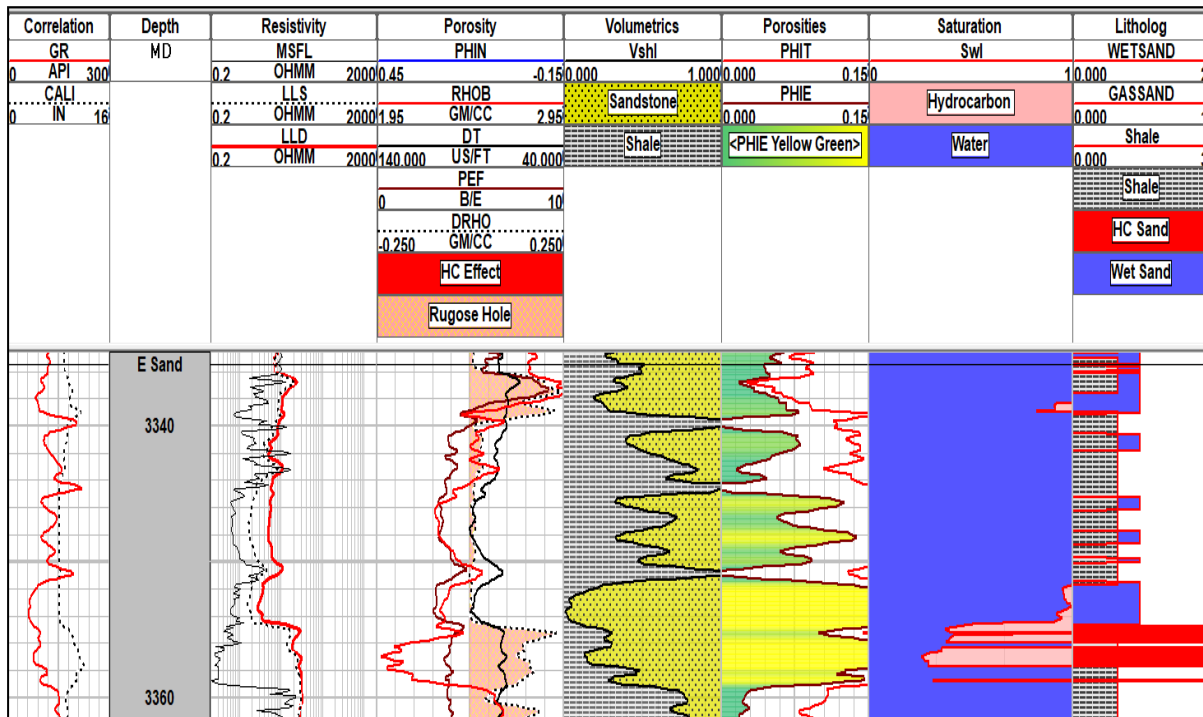 Correlation Depth Resistivity Porosity Volumetrics Porosities Saturation Litholog
GR MD MSFL PHIN Vshl PHIT Swl WETSAND
0 API 300 0.2 OHMM 2000 0.45 -0.15 0.000 1.000 0.000 0.15 0 1 0.000
CALI LLS RHOB Sandstone PHIE Hydrocarbon GASSAND
0 IN 16 0.2 OHMM 2000 1.95 GM/CC 2.95 0.000 0.15 0.000
LLD DT Shale <PHIE Yellow Green> Water Shale
0.2 OHMM 2000 140.000 US/FT 40.000 0.000
PEF Shale
0 B/E 10
DRHO HC Sand
-0.250 GM/CC 0.250
HC Effect Wet Sand
Rugose Hole
E Sand
3340
3360